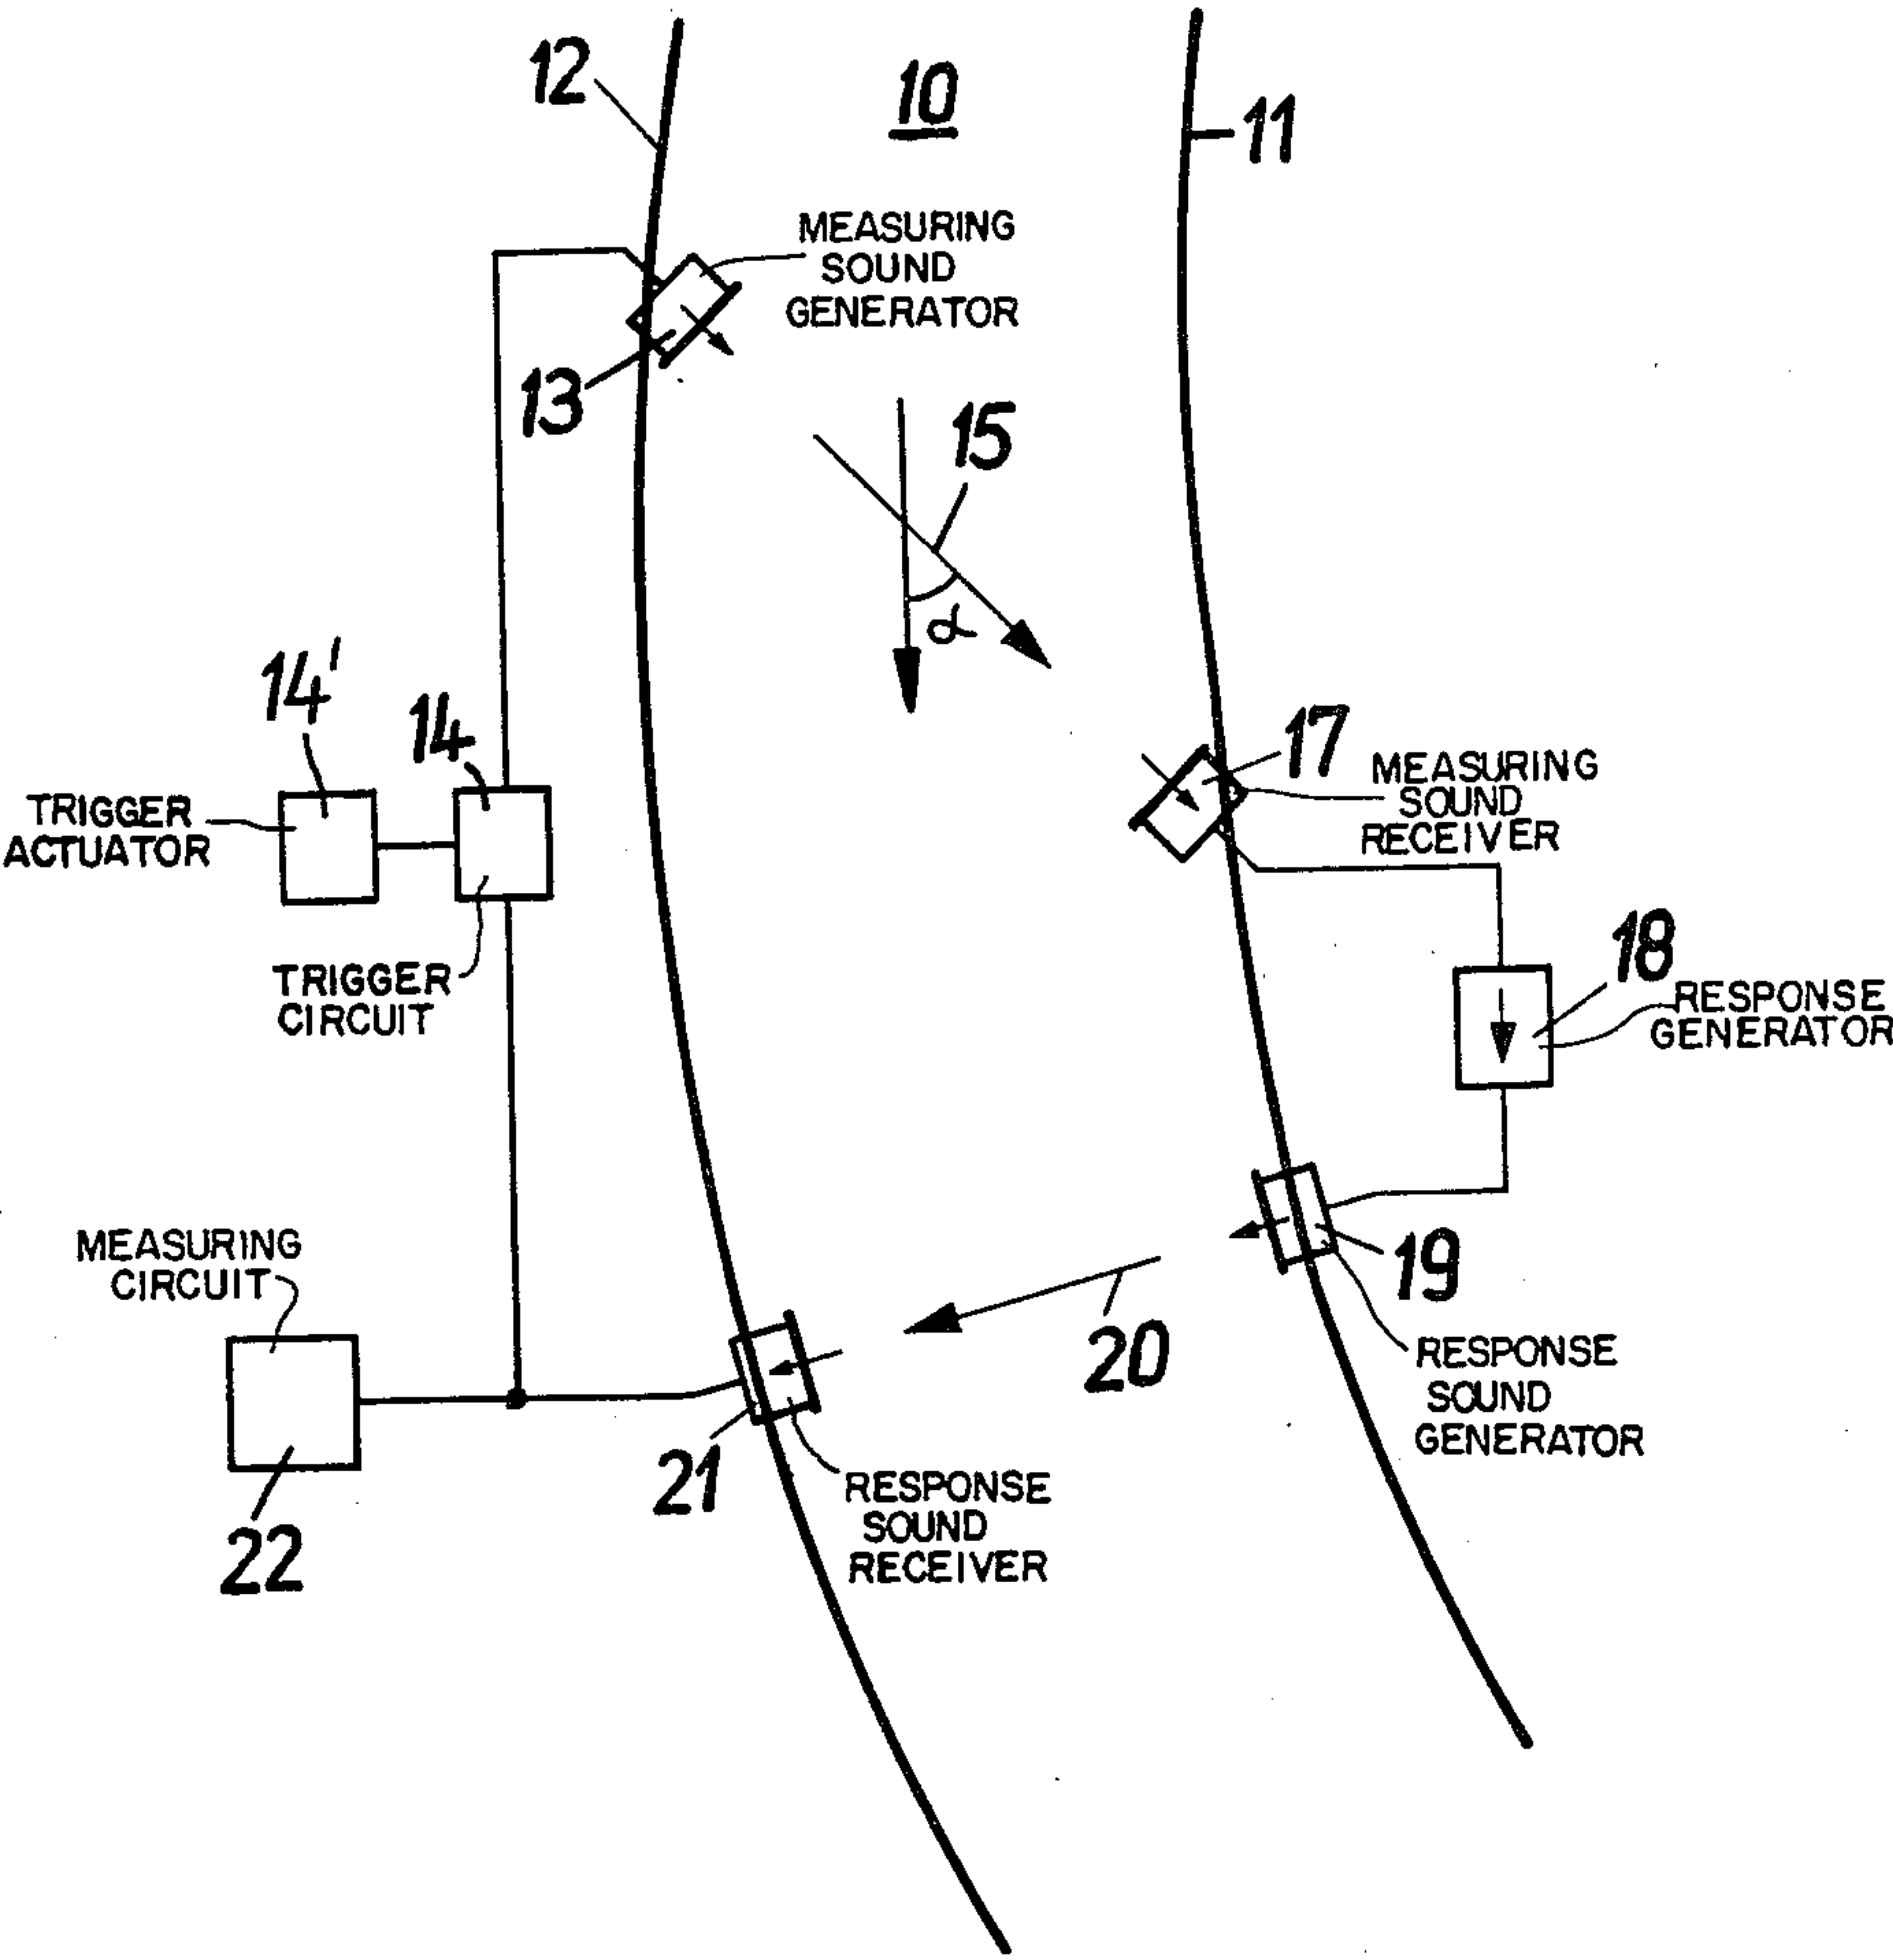 12
10
11
MEASURING
SOUND
GENERATOR
13
15
α
14'
14
17
TRIGGER
ACTUATOR
MEASURING
SOUND
RECEIVER
18
TRIGGER
CIRCUIT
RESPONSE
GENERATOR
MEASURING
CIRCUIT
19
20
RESPONSE
SOUND
GENERATOR
21
RESPONSE
SOUND
RECEIVER
22